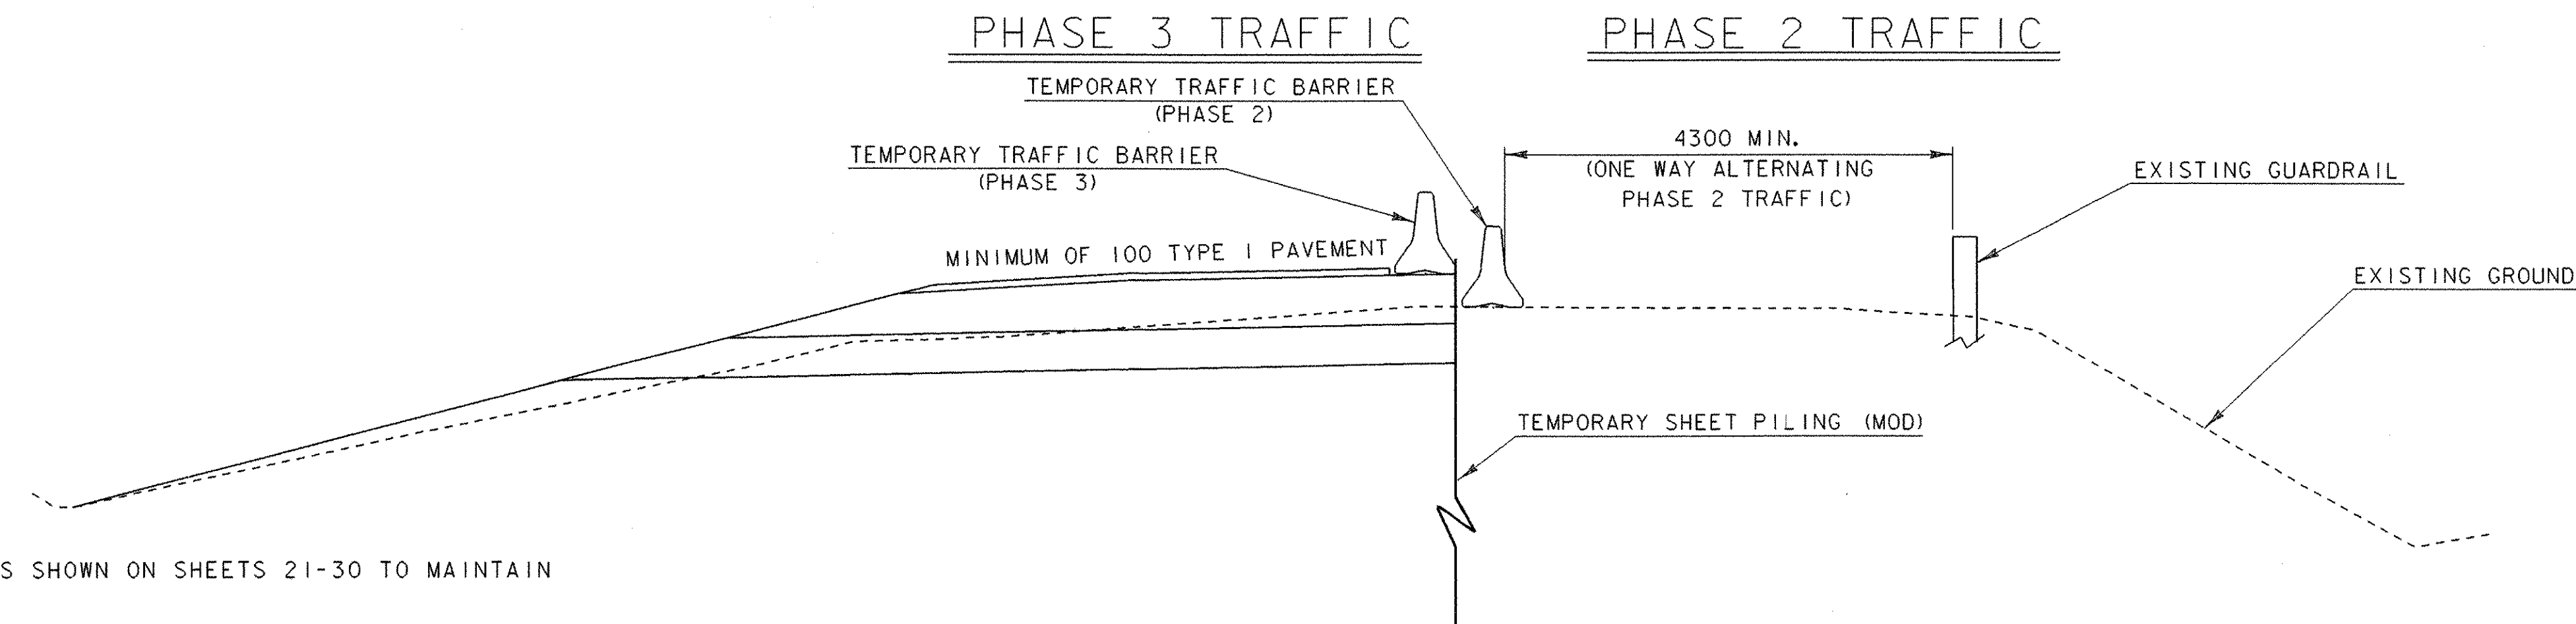 PHASE 3 TRAFFIC
PHASE 2 TRAFFIC
TEMPORARY TRAFFIC BARRIER
(PHASE 2)
TEMPORARY TRAFFIC BARRIER
(PHASE 3)
4300 MIN.
(ONE WAY ALTERNATING
PHASE 2 TRAFFIC)
EXISTING GUARDRAIL
MINIMUM OF 100 TYPE I PAVEMENT
EXISTING GROUND
TEMPORARY SHEET PILING (MOD)
S SHOWN ON SHEETS 21-30 TO MAINTAIN